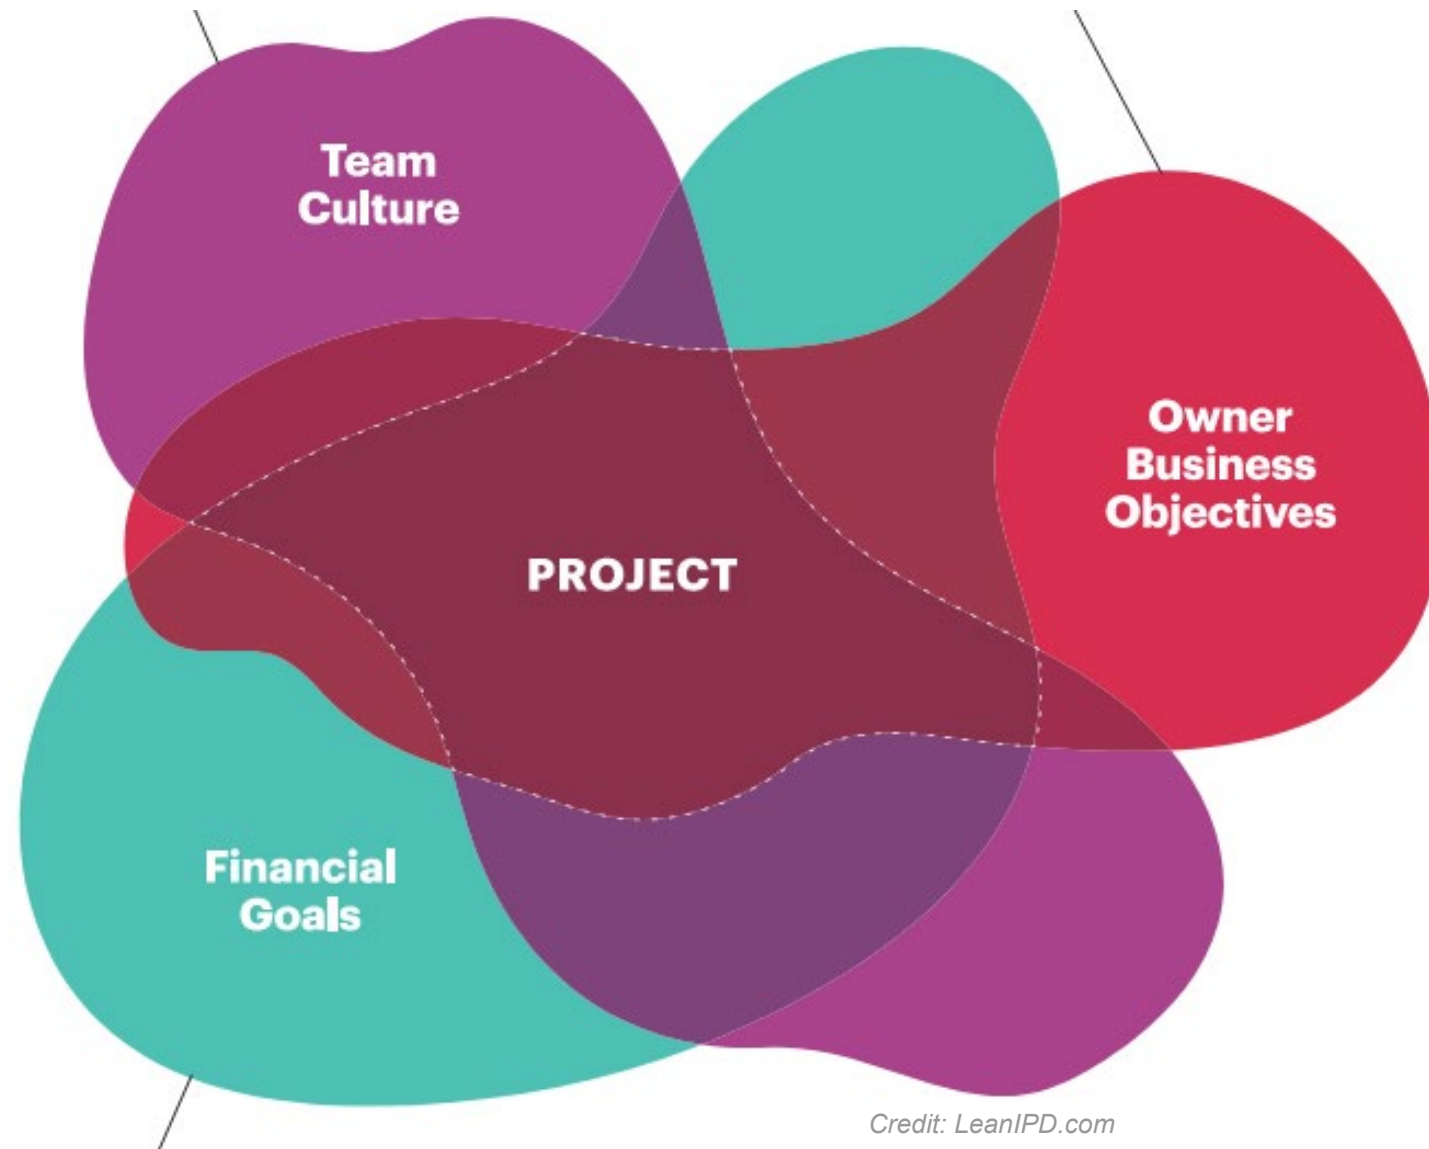 Team
Culture
Owner
Business
Objectives
PROJECT
Financial
Goals
Credit: LeanIPD.com